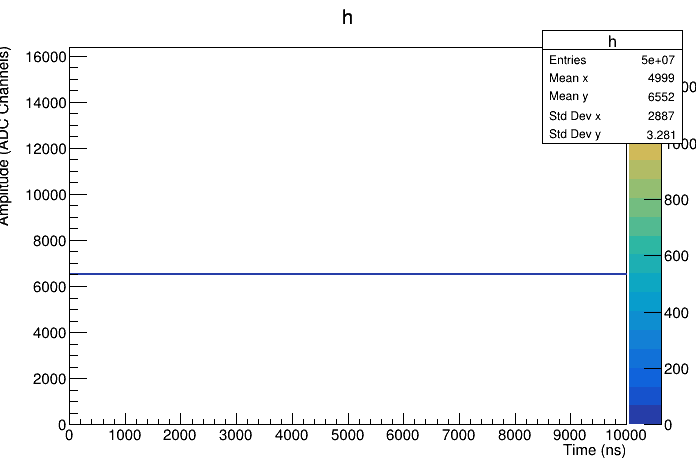 h
h
Entries 5e+07
Mean x 4999
Mean y 6552
Std Dev x 2887
Std Dev y 3.281
Amplitude (ADC Channels)
16000
14000
12000
10000
8000
6000
4000
2000
0
0 1000 2000 3000 4000 5000 6000 7000 8000 9000 10000
Time (ns)
800
600
400
200
0